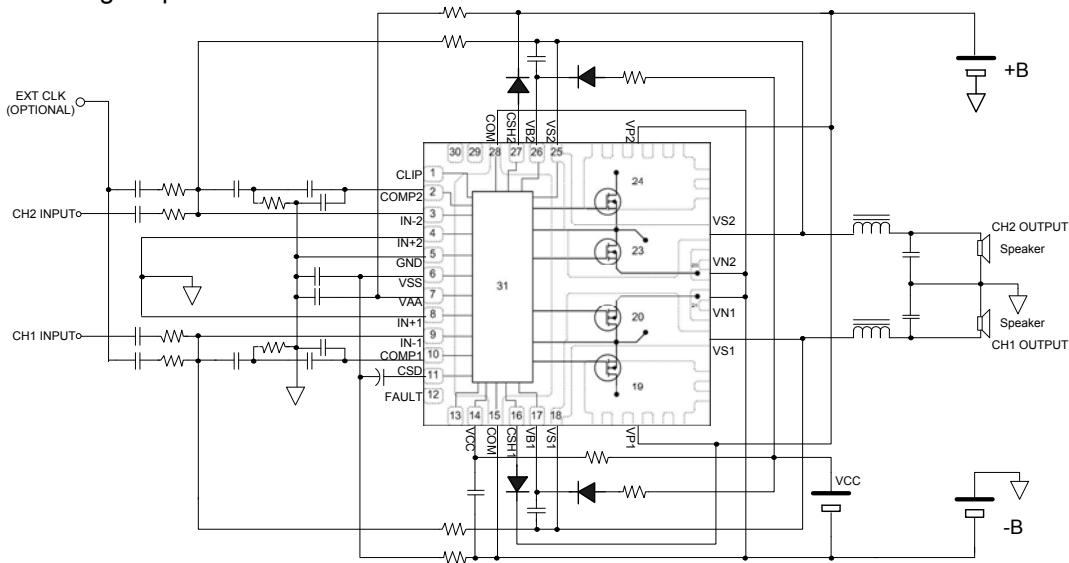 +B
EXT CLK
(OPTIONAL)
COM
CSH2
VB2
VS2
VP2
30
29
28
27
26
25
CLIP
1
COMP2
2
24
CH2 INPUT
IN-2
3
VS2
CH2 OUTPUT
IN+2
4
23
Speaker
GND
5
VN2
VSS
6
31
VAA
7
VN1
IN+1
8
20
Speaker
CH1 INPUT
IN-1
9
VS1
CH1 OUTPUT
COMP1
10
CSD
11
19
FAULT
12
13
14
15
16
17
18
VCC
COM
CSH1
VB1
VS1
VP1
VCC
-B